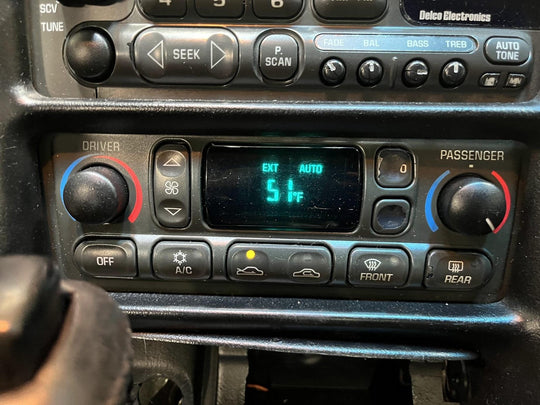 SCV
TUNE
Delco Electronics
SEEK
P.
SCAN
FADE BAL BASS TREB
AUTO
TONE
DRIVER
PASSENGER
EXT AUTO
51°F
OFF
A/C
FRONT
REAR